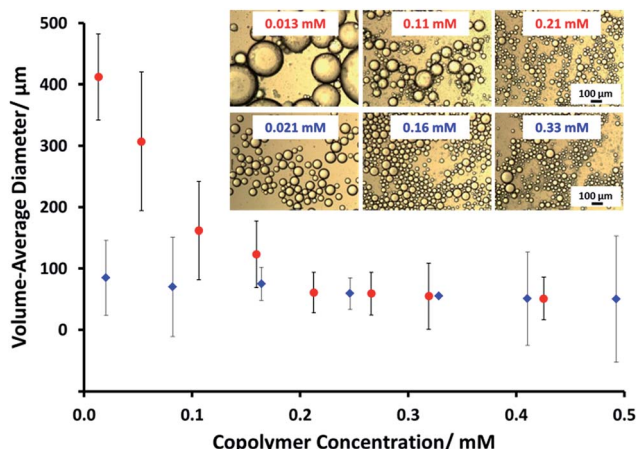 500
400
300
200
100
0
Volume-Average Diameter/ μm
0.013 mM
0.11 mM
0.21 mM
100 μm
0.021 mM
0.16 mM
0.33 mM
100 μm
0.0
0.1
0.2
0.3
0.4
0.5
Copolymer Concentration/ mM